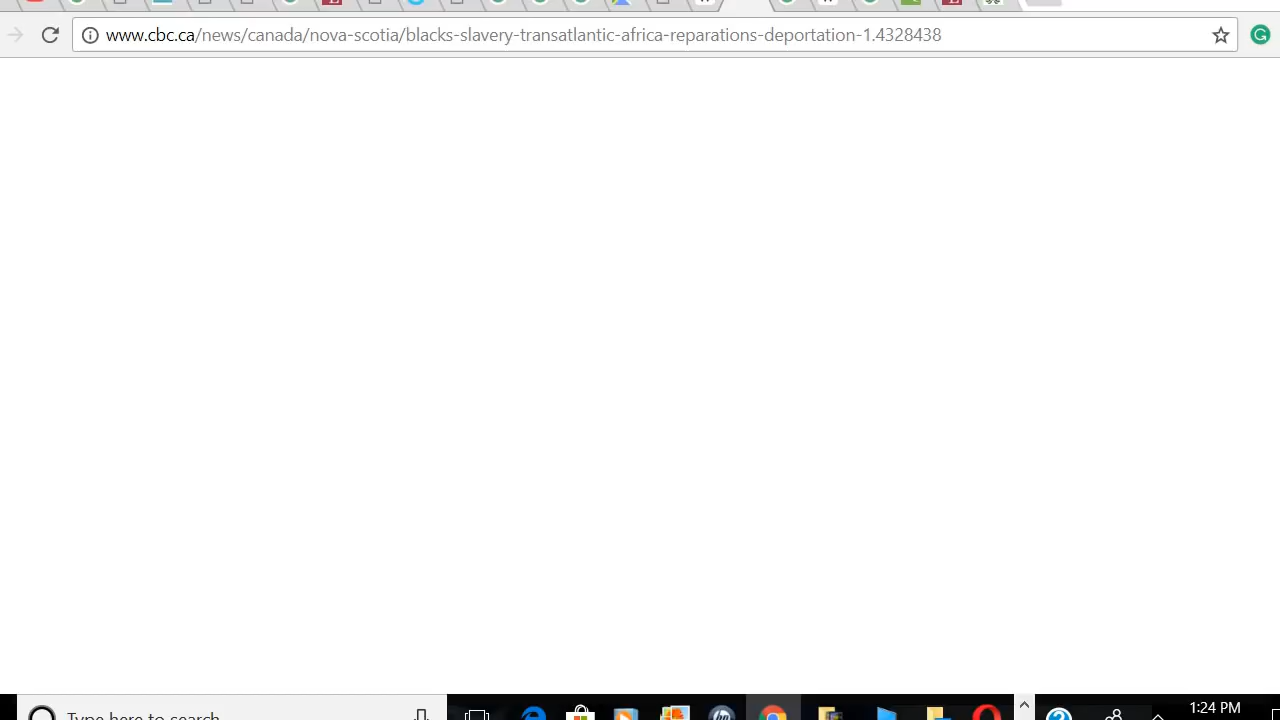 www.cbc.ca/news/canada/nova-scotia/blacks-slavery-transatlantic-africa-reparations-deportation-1.4328438
Type here to search
1:24 PM